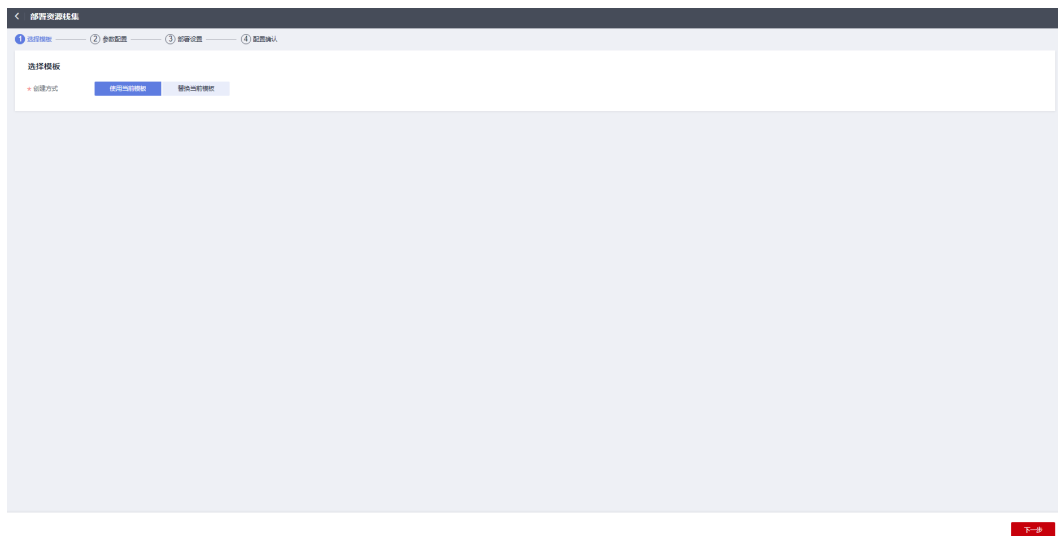 部署资源栈集
1 选择模板 2 参数配置 3 部署设置 4 配置确认
选择模板
* 创建方式 使用当前模板 替换当前模板
下一步